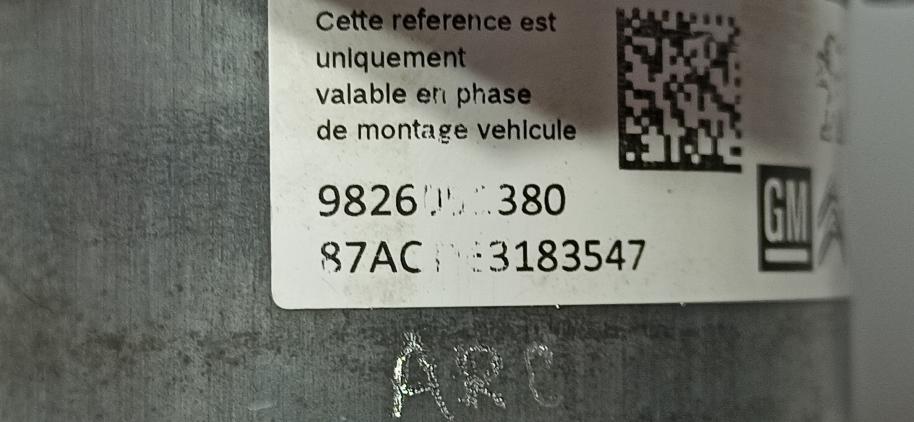 Cette reference est
uniquement
valable en phase
de montage vehicule
GM
ARC